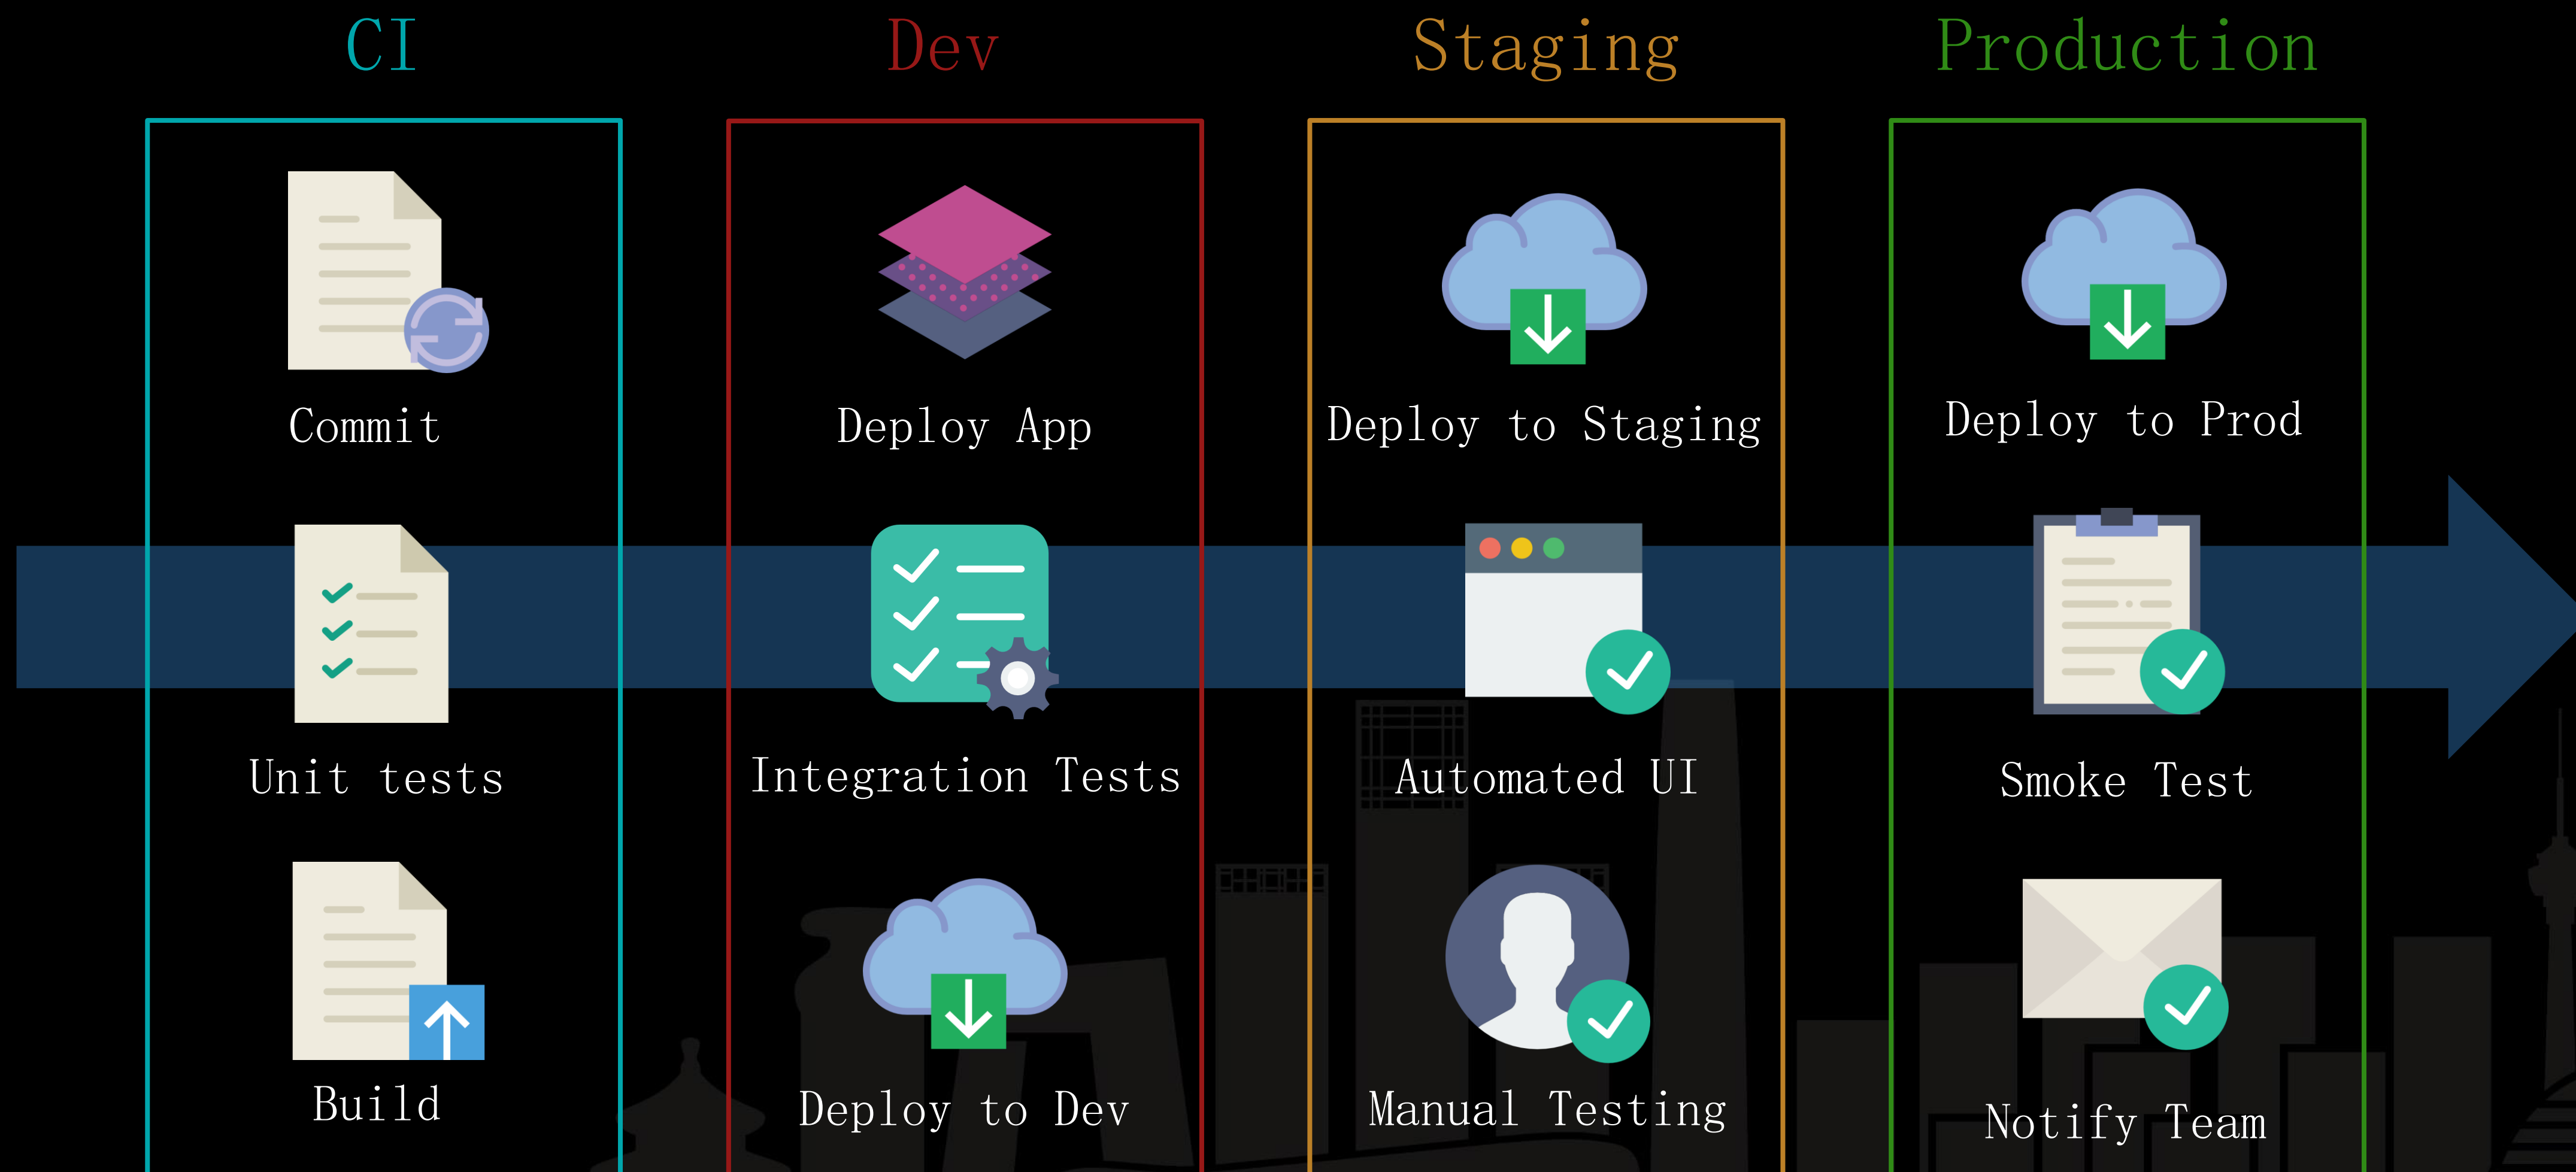 CI
Commit
Unit tests
Build
Dev
Deploy App
Integration Tests
Deploy to Dev
Staging
Deploy to Staging
Automated UI
Manual Testing
Production
Deploy to Prod
Smoke Test
Notify Team